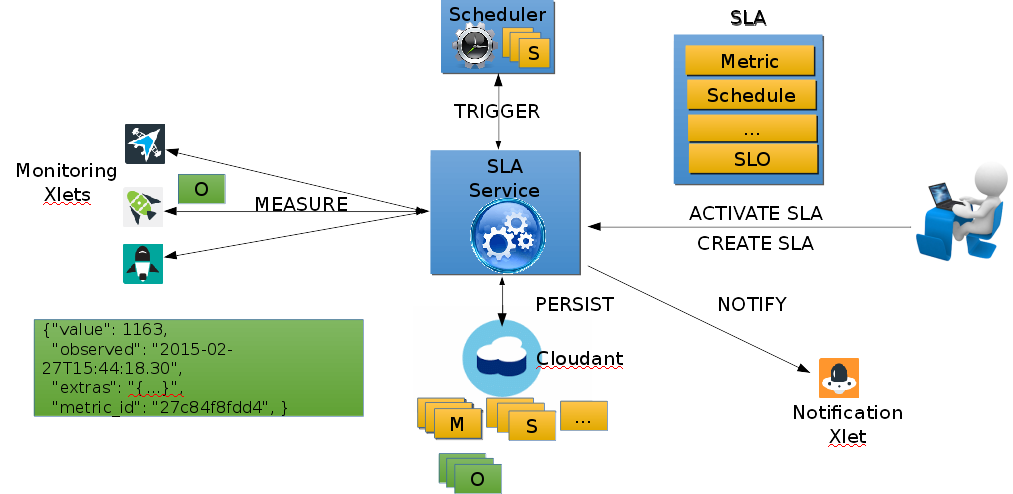 Scheduler
S
TRIGGER
SLA
Metric
Schedule
...
SLO
Monitoring
Xlets
O
MEASURE
SLA
Service
ACTIVATE SLA
CREATE SLA
PERSIST
NOTIFY
{"value": 1163,
"observed": "2015-02-
27T15:44:18.30",
"extras": "{...}",
"metric_id": "27c84f8fdd4", }
Cloudant
M
S
...
O
Notification
Xlet